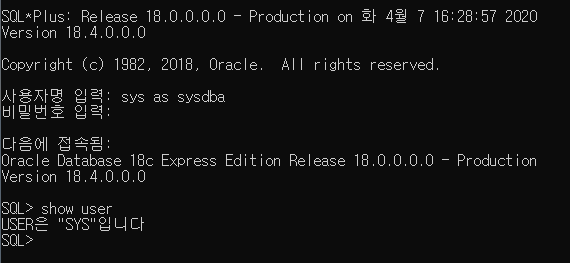 SQL*Plus: Release 18.0.0.0.0 - Production on 화 4월 7 16:28:57 2020
Version 18.4.0.0.0
Copyright (c) 1982, 2018, Oracle.  All rights reserved.
사용자명 입력: sys as sysdba
비밀번호 입력:
다음에 접속됨:
Oracle Database 18c Express Edition Release 18.0.0.0.0 - Production
Version 18.4.0.0.0
SQL> show user
USER은 "SYS"입니다
SQL>